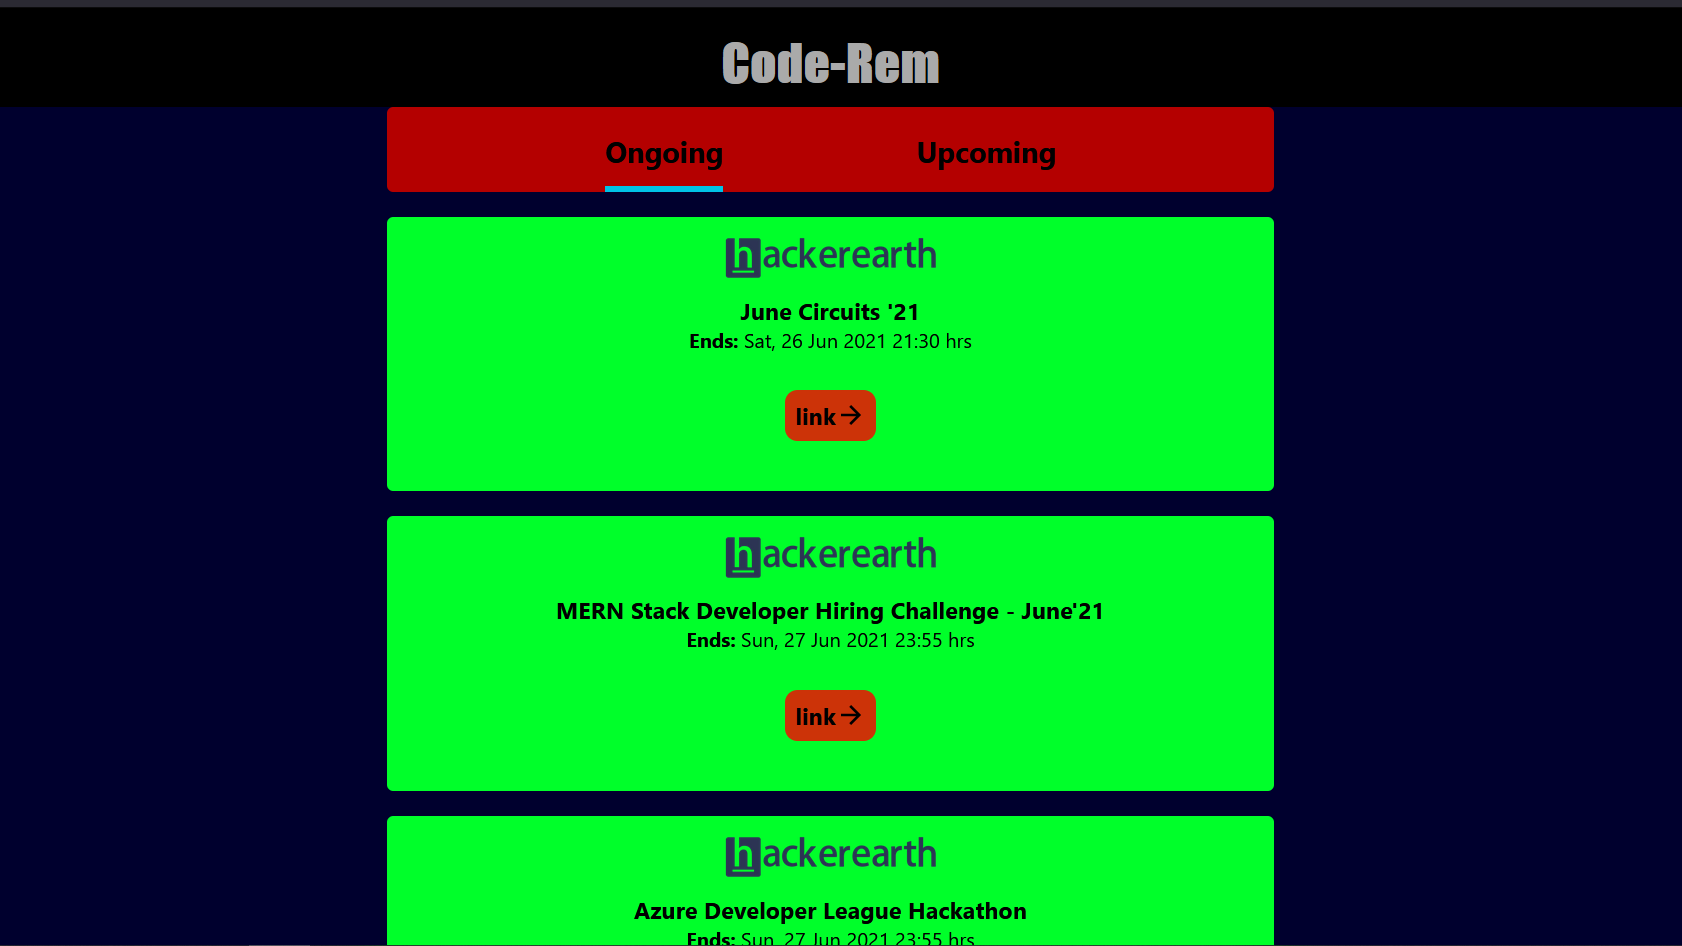 Code-Rem
Ongoing Upcoming
hackerearth
June Circuits '21
Ends: Sat, 26 Jun 2021 21:30 hrs
link
hackerearth
MERN Stack Developer Hiring Challenge - June'21
Ends: Sun, 27 Jun 2021 23:55 hrs
link
hackerearth
Azure Developer League Hackathon
Ends: Sun, 27 Jun 2021 23:55 hrs